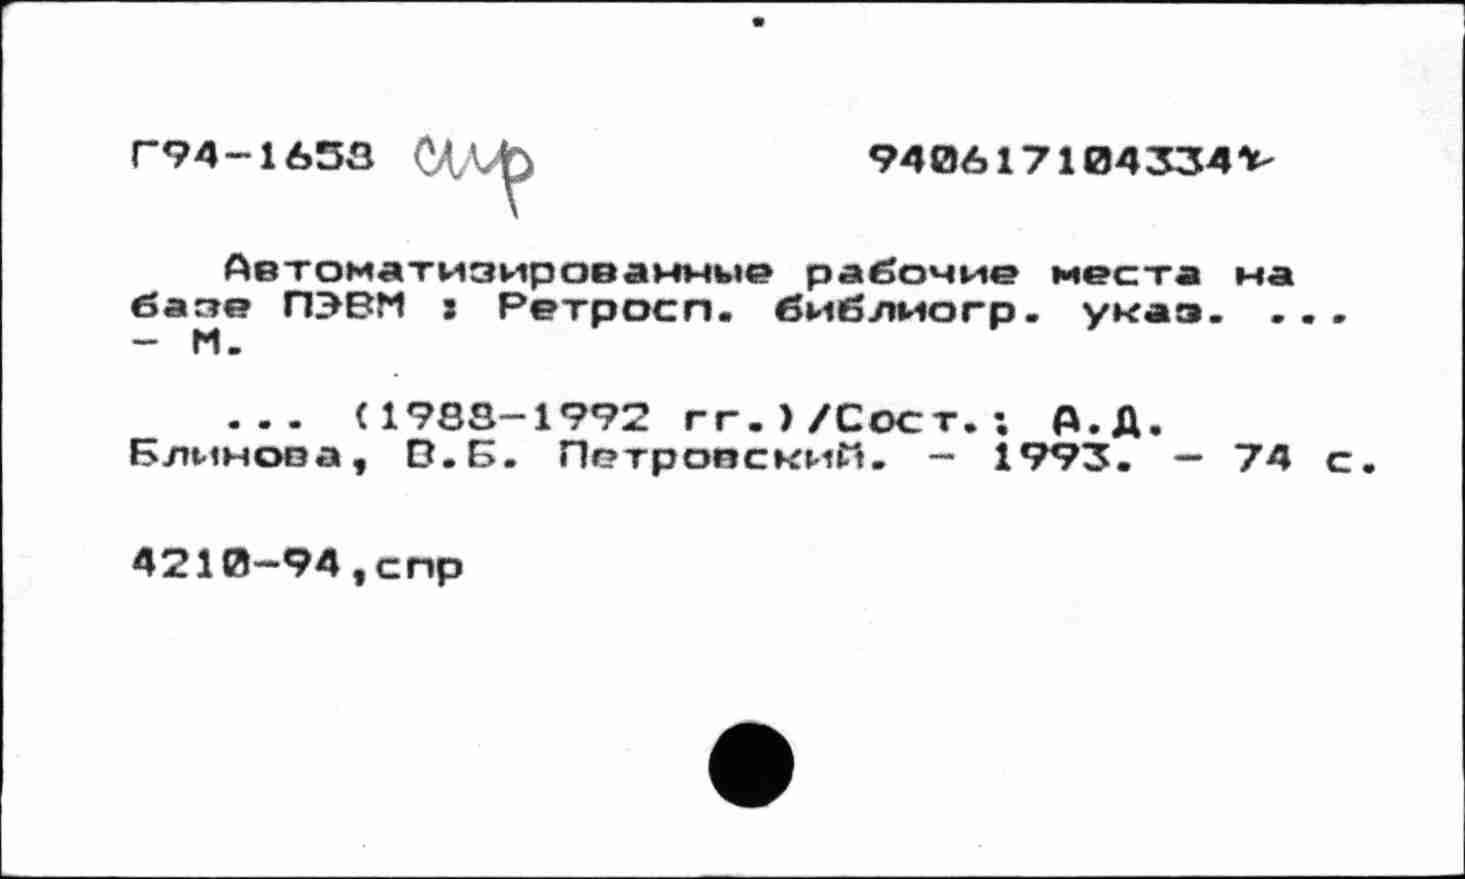 Г94-1658 спр 9406171043344
Автоматизированные рабочие места на
базе ПЭВМ : Ретросп. библиогр. указ. ...
- М.
... (1988-1992 гг.)/Сост.: А.Д.
Блинова, В.Б. Петровский. - 1993. - 74 с.
4210-94,спр